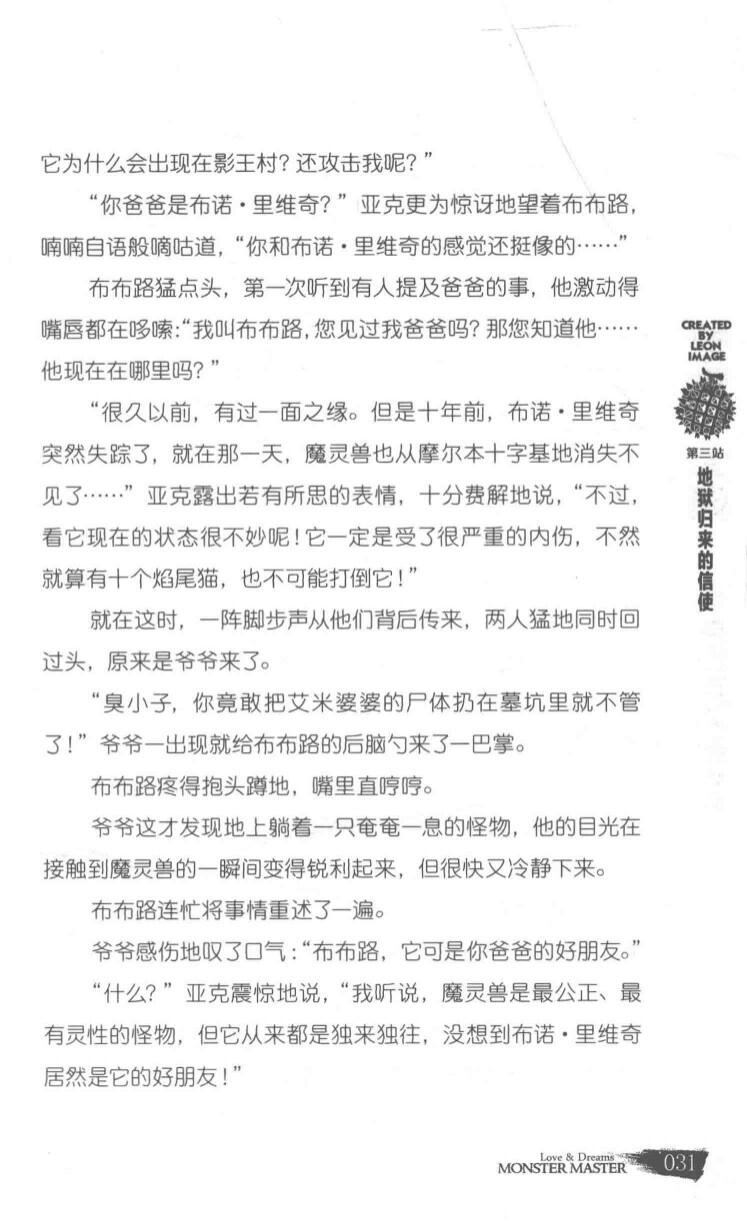 它为什么会出现在影王村？还攻击我呢？”
“你爸爸是布诺·里维奇？”亚克更为惊讶地望着布布路，
喃喃自语般嘀咕道，“你和布诺·里维奇的感觉还挺像的……”
布布路猛点头，第一次听到有人提及爸爸的事，他激动得
嘴唇都在哆嗦：“我叫布布路，您见过我爸爸吗？那您知道他……
他现在在哪里吗？”
“很久以前，有过一面之缘。但是十年前，布诺·里维奇
突然失踪了，就在那一天，魔灵兽也从摩尔本十字基地消失不
见了……”亚克露出若有所思的表情，十分费解地说，“不过，
看它现在的状态很不妙呢！它一定是受了很严重的内伤，不然
就算有十个焰尾猫，也不可能打倒它！”
就在这时，一阵脚步声从他们背后传来，两人猛地同时回
过头，原来是爷爷来了。
“臭小子，你竟敢把艾米婆婆的尸体扔在墓坑里就不管
了！”爷爷一出现就给布布路的后脑勺来了一巴掌。
布布路疼得抱头蹲地，嘴里直哼哼。
爷爷这才发现地上躺着一只奄奄一息的怪物，他的目光在
接触到魔灵兽的一瞬间变得锐利起来，但很快又冷静下来。
布布路连忙将事情重述了一遍。
爷爷感伤地叹了口气：“布布路，它可是你爸爸的好朋友。”
“什么？”亚克震惊地说，“我听说，魔灵兽是最公正、最
有灵性的怪物，但它从来都是独来独往，没想到布诺·里维奇
居然是它的好朋友！”
CREATED
BY
LEON
IMAGE
第三站
地狱归来的信使
Love & Dreams
MONSTER MASTER
031